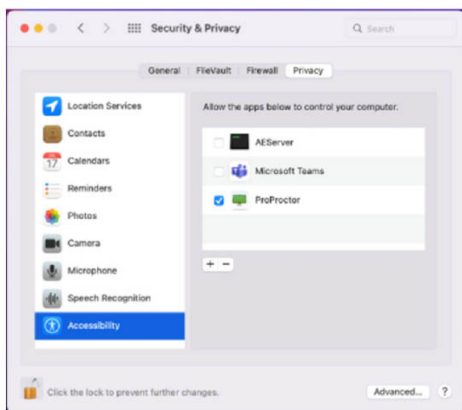 Security & Privacy
Search
General FileVault Firewall Privacy
Location Services
Contacts
17
Calendars
Reminders
Photos
Camera
Microphone
Speech Recognition
Accessibility
Allow the apps below to control your computer.
AEServer
Microsoft Teams
ProProctor
+ −
Click the lock to prevent further changes.
Advanced... ?